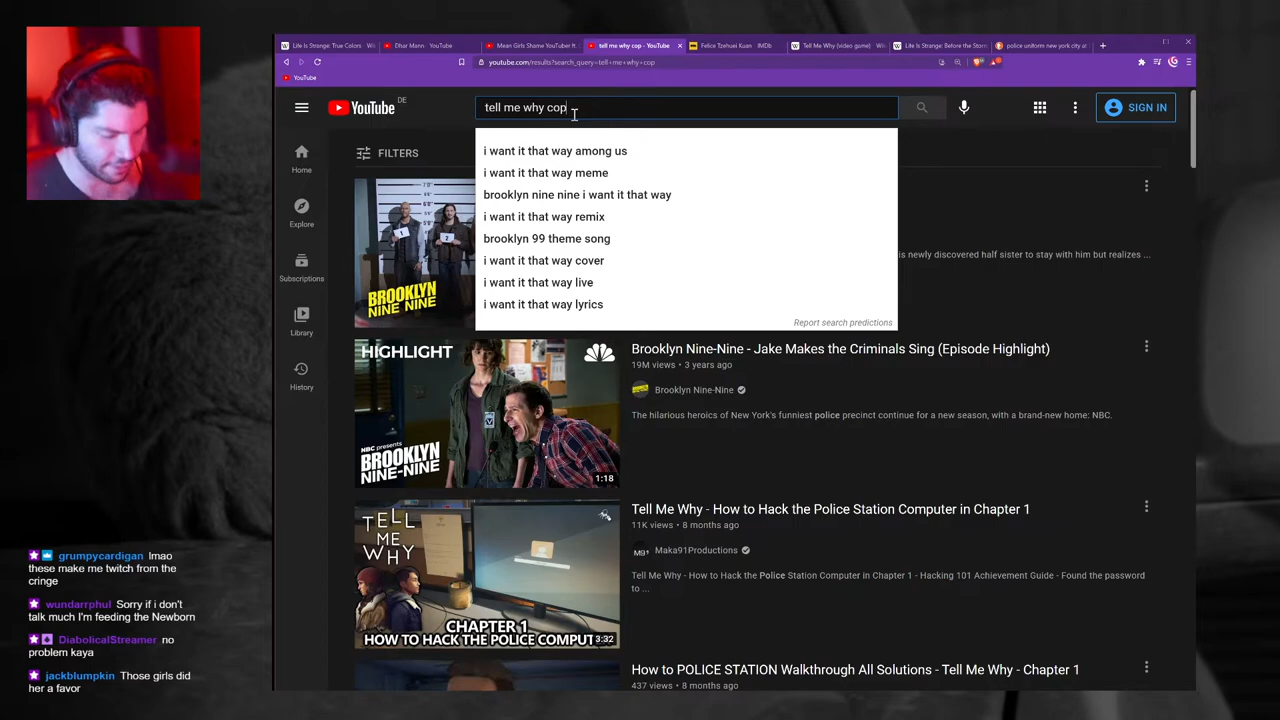 Life Is Strange: True Colors - Wi
Dhar Mann - YouTube
Mean Girls Shame YouTuber ft
tell me why cop - YouTube
Felice Tzehuei Kuan - IMDb
Tell Me Why (video game) - Wik
Life Is Strange: Before the Storm
police uniform new york city at
youtube.com/results?search_query=tell+me+why+cop
YouTube
YouTube DE
tell me why cop
SIGN IN
i want it that way among us
i want it that way meme
brooklyn nine nine i want it that way
i want it that way remix
brooklyn 99 theme song
i want it that way cover
i want it that way live
i want it that way lyrics
Report search predictions
FILTERS
Home
Explore
Subscriptions
Library
History
1
2
BROOKLYN
NINE-NINE
is newly discovered half sister to stay with him but realizes ...
HIGHLIGHT
NBC presents
BROOKLYN
NINE-NINE
1:18
Brooklyn Nine-Nine - Jake Makes the Criminals Sing (Episode Highlight)
19M views • 3 years ago
Brooklyn Nine-Nine
The hilarious heroics of New York's funniest police precinct continue for a new season, with a brand-new home: NBC.
TELL
ME
WHY
CHAPTER 1
HOW TO HACK THE POLICE COMPUT
3:32
Tell Me Why - How to Hack the Police Station Computer in Chapter 1
11K views • 8 months ago
M91
Maka91Productions
Tell Me Why - How to Hack the Police Station Computer in Chapter 1 - Hacking 101 Achievement Guide - Found the password
to ...
How to POLICE STATION Walkthrough All Solutions - Tell Me Why - Chapter 1
437 views • 8 months ago
grumpycardigan lmao
these make me twitch from the
cringe
wundarrphul Sorry if i don't
talk much I'm feeding the Newborn
DiabolicalStreamer no
problem kaya
jackblumpkin Those girls did
her a favor